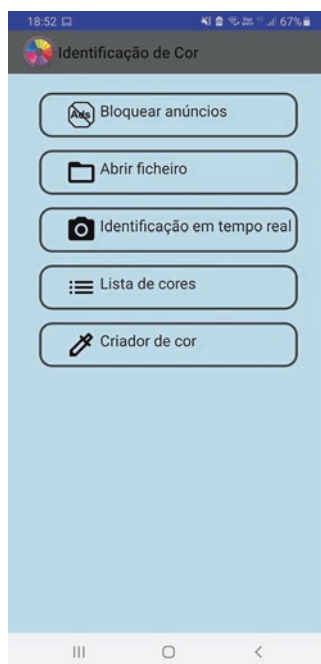 18:52 67%
Identificação de Cor
Ads Bloquear anúncios
Abrir ficheiro
Identificação em tempo real
Lista de cores
Criador de cor